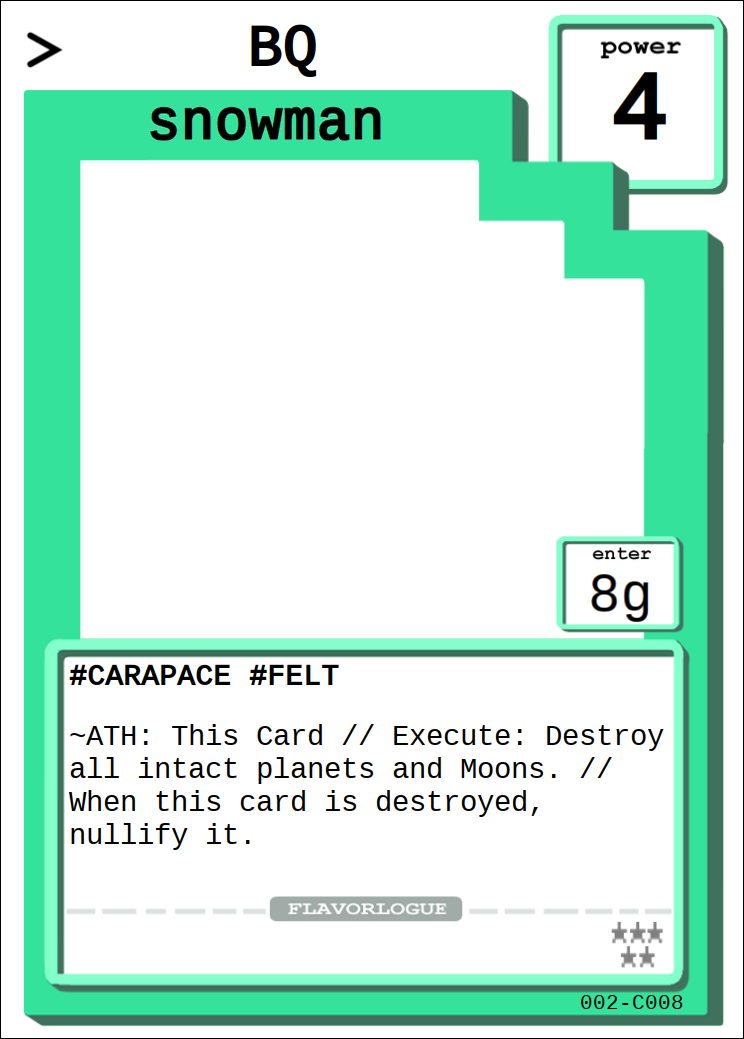 >
BQ
snowman
power
4
enter
8g
#CARAPACE #FELT
~ATH: This Card // Execute: Destroy
all intact planets and Moons. //
When this card is destroyed,
nullify it.
FLAVORLOGUE
002-C008